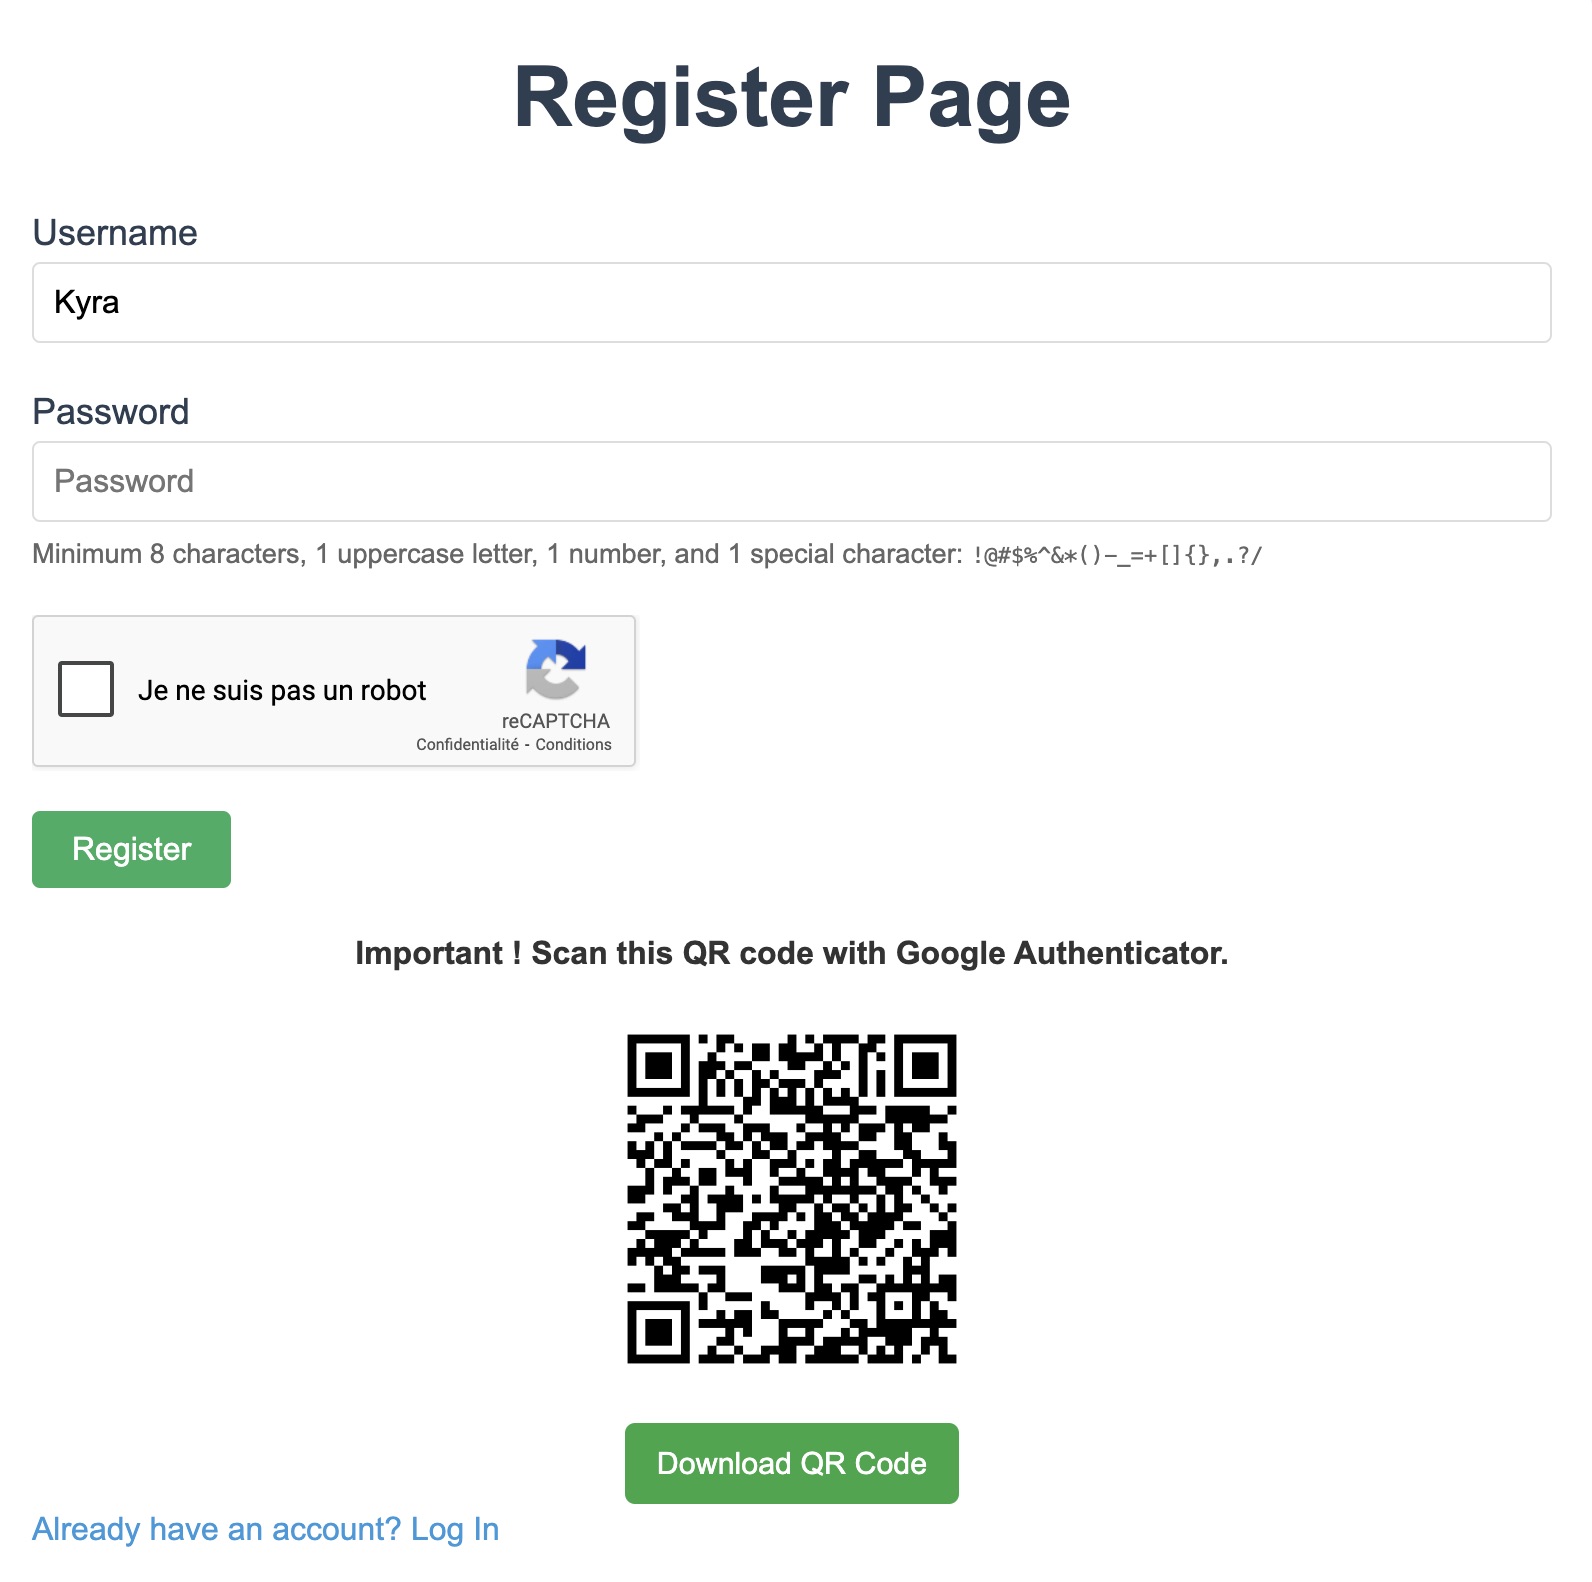 Register Page
Username
Kyra
Password
Password
Minimum 8 characters, 1 uppercase letter, 1 number, and 1 special character: !@#$%^&*()-_=+[]{},.?/
Je ne suis pas un robot
reCAPTCHA
Confidentialité - Conditions
Register
Important ! Scan this QR code with Google Authenticator.
Download QR Code
Already have an account? Log In